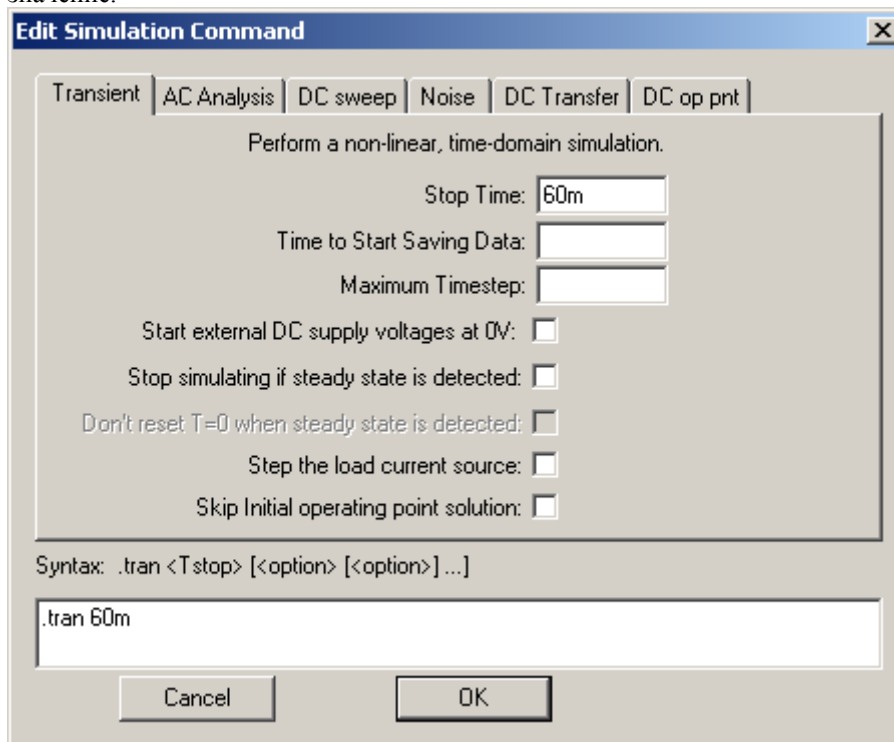 Edit Simulation Command
Transient AC Analysis DC sweep Noise DC Transfer DC op pnt
Perform a non-linear, time-domain simulation.
Stop Time: 60m
Time to Start Saving Data:
Maximum Timestep:
Start external DC supply voltages at 0V:
Stop simulating if steady state is detected:
Don't reset T=0 when steady state is detected:
Step the load current source:
Skip Initial operating point solution:
Syntax: .tran <Tstop> [<option> [<option>] ...]
.tran 60m
Cancel OK